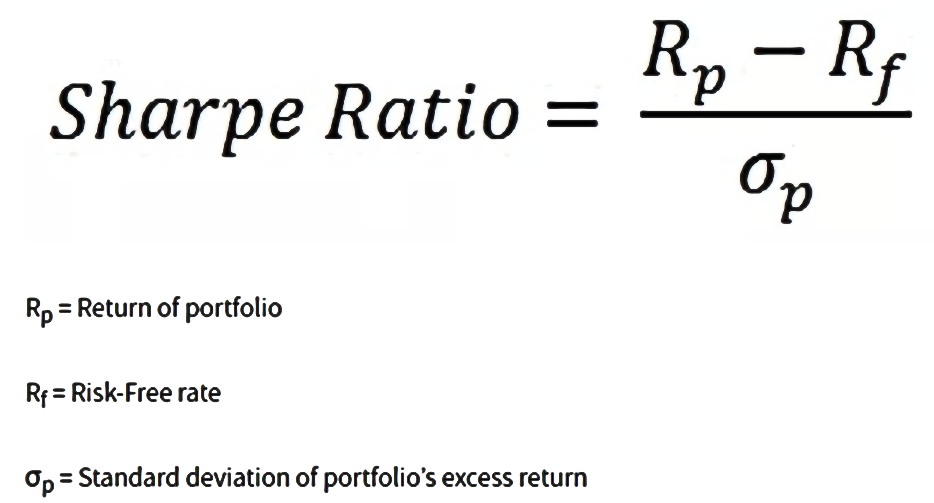 Sharpe Ratio = (R_p − R_f) / σ_p
R_p = Return of portfolio
R_f = Risk-Free rate
σ_p = Standard deviation of portfolio's excess return